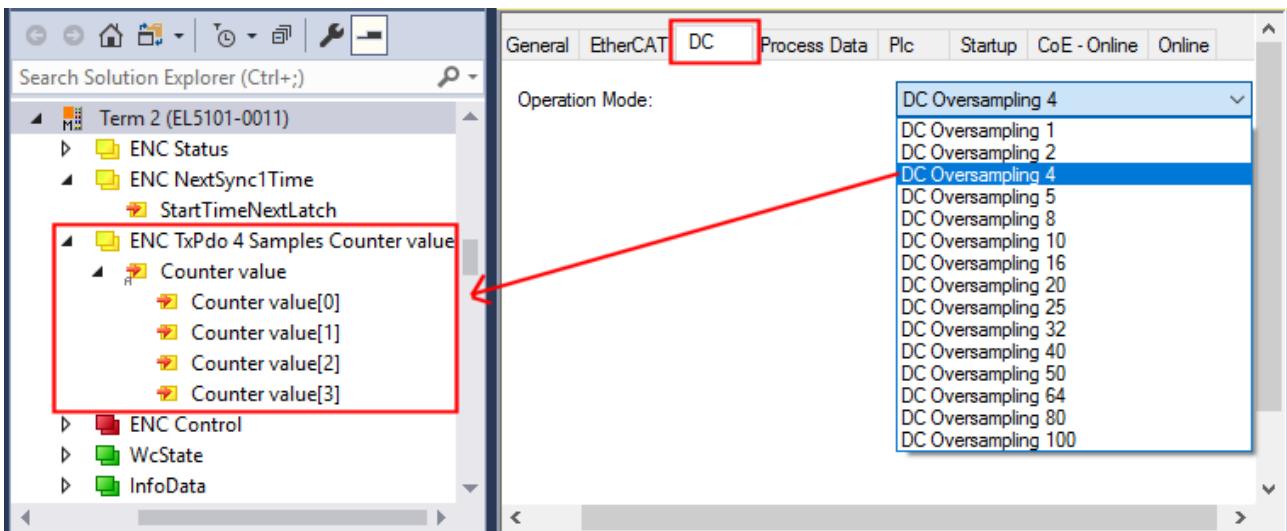 Search Solution Explorer (Ctrl+;)
Term 2 (EL5101-0011)
ENC Status
ENC NextSync1Time
StartTimeNextLatch
ENC TxPdo 4 Samples Counter value
Counter value
Counter value[0]
Counter value[1]
Counter value[2]
Counter value[3]
ENC Control
WcState
InfoData
General EtherCAT DC Process Data Plc Startup CoE - Online Online
Operation Mode: DC Oversampling 4
DC Oversampling 1
DC Oversampling 2
DC Oversampling 4
DC Oversampling 5
DC Oversampling 8
DC Oversampling 10
DC Oversampling 16
DC Oversampling 20
DC Oversampling 25
DC Oversampling 32
DC Oversampling 40
DC Oversampling 50
DC Oversampling 64
DC Oversampling 80
DC Oversampling 100